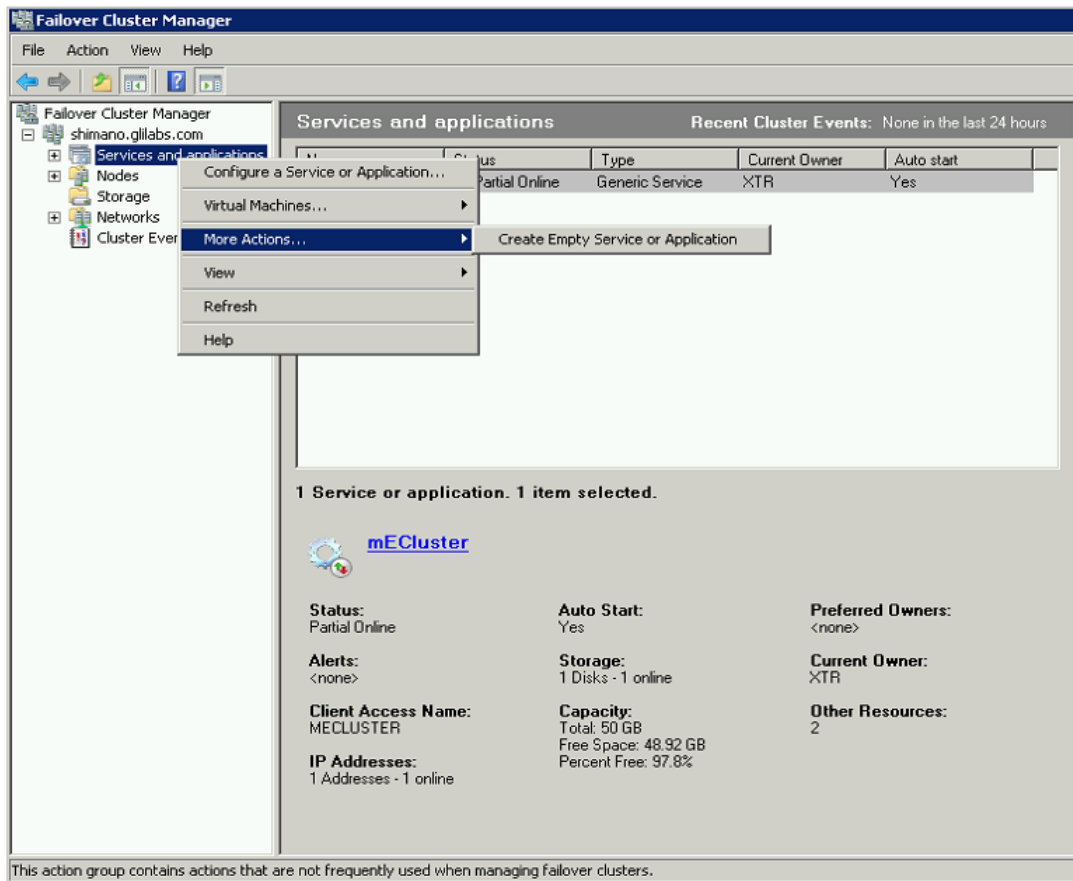 Failover Cluster Manager
File Action View Help
Failover Cluster Manager
shimano.glilabs.com
Services and applications
Nodes
Storage
Networks
Cluster Ever
Services and applications Recent Cluster Events: None in the last 24 hours
Type Current Owner Auto start
Partial Online Generic Service XTR Yes
Configure a Service or Application...
Virtual Machines...
More Actions...
Create Empty Service or Application
View
Refresh
Help
1 Service or application. 1 item selected.
mECluster
Status: Auto Start: Preferred Owners:
Partial Online Yes <none>
Alerts: Storage: Current Owner:
<none> 1 Disks - 1 online XTR
Client Access Name: Capacity: Other Resources:
MECLUSTER Total: 50 GB 2
Free Space: 48.92 GB
IP Addresses: Percent Free: 97.8%
1 Addresses - 1 online
This action group contains actions that are not frequently used when managing failover clusters.